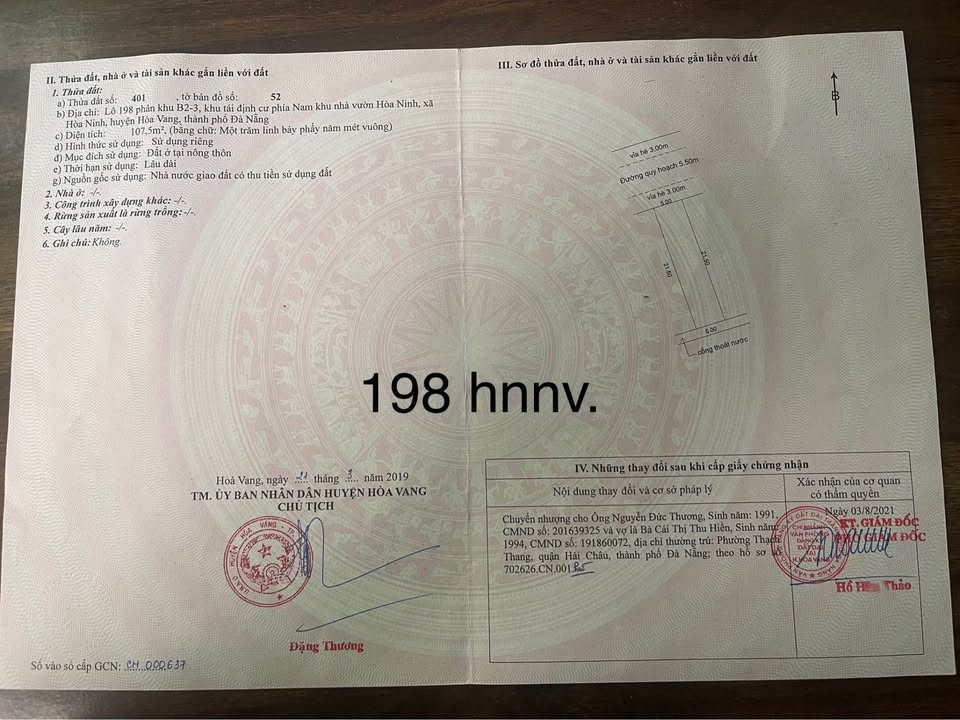 II. Thửa đất, nhà ở và tài sản khác gắn liền với đất
1. Thửa đất:
a) Thửa đất số: 401 , tờ bản đồ số: 52
b) Địa chỉ: Lô 198 phân khu B2-3, khu tái định cư phía Nam khu nhà vườn Hòa Ninh, xã
Hòa Ninh, huyện Hòa Vang, thành phố Đà Nẵng
c) Diện tích: 107,5m², (bằng chữ: Một trăm linh bảy phẩy năm mét vuông)
d) Hình thức sử dụng: Sử dụng riêng
đ) Mục đích sử dụng: Đất ở tại nông thôn
e) Thời hạn sử dụng: Lâu dài
g) Nguồn gốc sử dụng: Nhà nước giao đất có thu tiền sử dụng đất
2. Nhà ở: -/-.
3. Công trình xây dựng khác: -/-.
4. Rừng sản xuất là rừng trồng: -/-.
5. Cây lâu năm: -/-.
6. Ghi chú: Không.
Hoà Vang, ngày 21 tháng 3 năm 2019
TM. ỦY BAN NHÂN DÂN HUYỆN HÒA VANG
CHỦ TỊCH
Đặng Thương
Số vào sổ cấp GCN: CH 000637
III. Sơ đồ thửa đất, nhà ở và tài sản khác gắn liền với đất
B
vỉa hè 3.00m
Đường quy hoạch 5.50m
vỉa hè 3.00m
5.00
21.50
21.50
5.00
cống thoát nước
198 hnnv.
IV. Những thay đổi sau khi cấp giấy chứng nhận
Nội dung thay đổi và cơ sở pháp lý
Xác nhận của cơ quan
có thẩm quyền
Chuyển nhượng cho Ông Nguyễn Đức Thương, Sinh năm: 1991,
CMND số: 201639325 và vợ là Bà Cái Thị Thu Hiền, Sinh năm:
1994, CMND số: 191860072, địa chỉ thường trú: Phường Thạch
Thang, quận Hải Châu, thành phố Đà Nẵng; theo hồ sơ số
702626.CN.001
Ngày 03/8/2021
KT. GIÁM ĐỐC
PHÓ GIÁM ĐỐC
Hồ Thảo